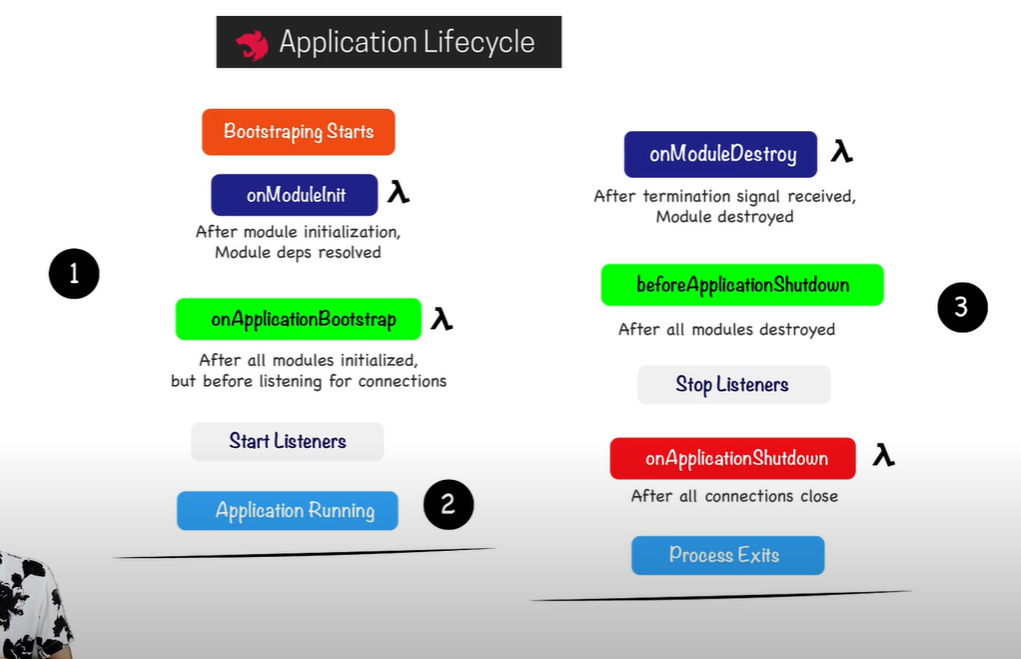 Application Lifecycle
Bootstraping Starts
onModuleInit
λ
After module initialization,
Module deps resolved
1
onApplicationBootstrap
λ
After all modules initialized,
but before listening for connections
Start Listeners
Application Running
2
onModuleDestroy
λ
After termination signal received,
Module destroyed
beforeApplicationShutdown
After all modules destroyed
3
Stop Listeners
onApplicationShutdown
λ
After all connections close
Process Exits